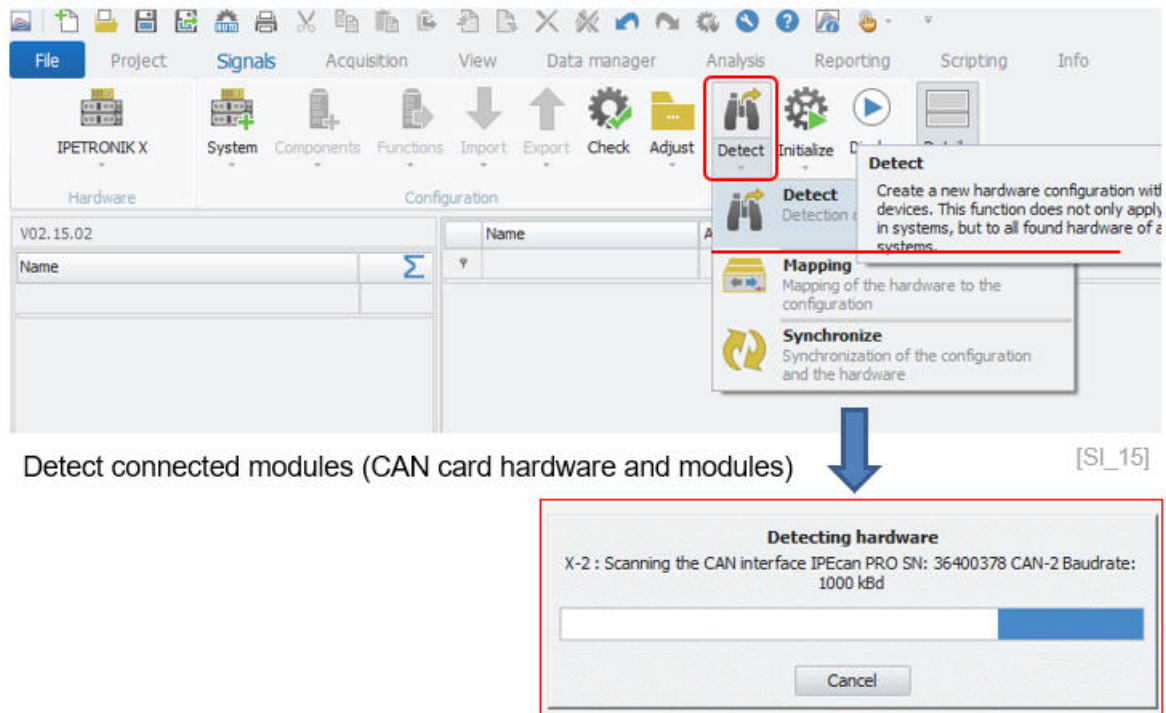 AUTO
File Project Signals Acquisition View Data manager Analysis Reporting Scripting Info
IPETRONIK X System Components Functions Import Export Check Adjust Detect Initialize
Hardware Configuration
Detect
Create a new hardware configuration with
devices. This function does not only apply
in systems, but to all found hardware of a
systems.
Detect
Detection
Mapping
Mapping of the hardware to the
configuration
Synchronize
Synchronization of the configuration
and the hardware
V02.15.02
Name Σ
Name A
Detect connected modules (CAN card hardware and modules)
[SI_15]
Detecting hardware
X-2 : Scanning the CAN interface IPEcan PRO SN: 36400378 CAN-2 Baudrate:
1000 kBd
Cancel